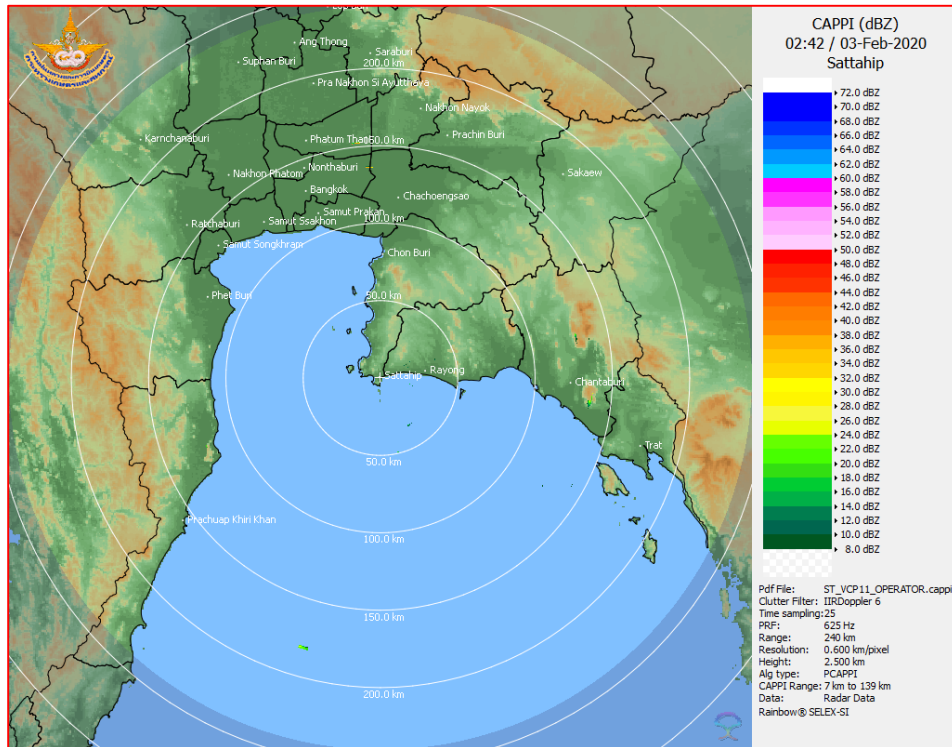 CAPPI (dBZ)
02:42 / 03-Feb-2020
Sattahip
72.0 dBZ
70.0 dBZ
68.0 dBZ
66.0 dBZ
64.0 dBZ
62.0 dBZ
60.0 dBZ
58.0 dBZ
56.0 dBZ
54.0 dBZ
52.0 dBZ
50.0 dBZ
48.0 dBZ
46.0 dBZ
44.0 dBZ
42.0 dBZ
40.0 dBZ
38.0 dBZ
36.0 dBZ
34.0 dBZ
32.0 dBZ
30.0 dBZ
28.0 dBZ
26.0 dBZ
24.0 dBZ
22.0 dBZ
20.0 dBZ
18.0 dBZ
16.0 dBZ
14.0 dBZ
12.0 dBZ
10.0 dBZ
8.0 dBZ
Pdf File: ST_VCP11_OPERATOR.cappi
Clutter Filter: IIRDoppler 6
Time sampling: 25
PRF: 625 Hz
Range: 240 km
Resolution: 0.600 km/pixel
Height: 2.500 km
Alg type: PCAPPI
CAPPI Range: 7 km to 139 km
Data: Radar Data
Rainbow® SELEX-SI
Ang Thong
Saraburi
Suphan Buri
200.0 km
Pra Nakhon Si Ayutthaya
Nakhon Nayok
Karnchanaburi
Phatum Than
150.0 km
Prachin Buri
Nonthaburi
Nakhon Phatom
Sakaew
Bangkok
Chachoengsao
Samut Prakan
Ratchaburi
Samut Ssakhon
100.0 km
Samut Songkhram
Chon Buri
Phet Buri
50.0 km
Sattahip
Rayong
Chantaburi
Trat
50.0 km
Prachuap Khiri Khan
100.0 km
150.0 km
200.0 km